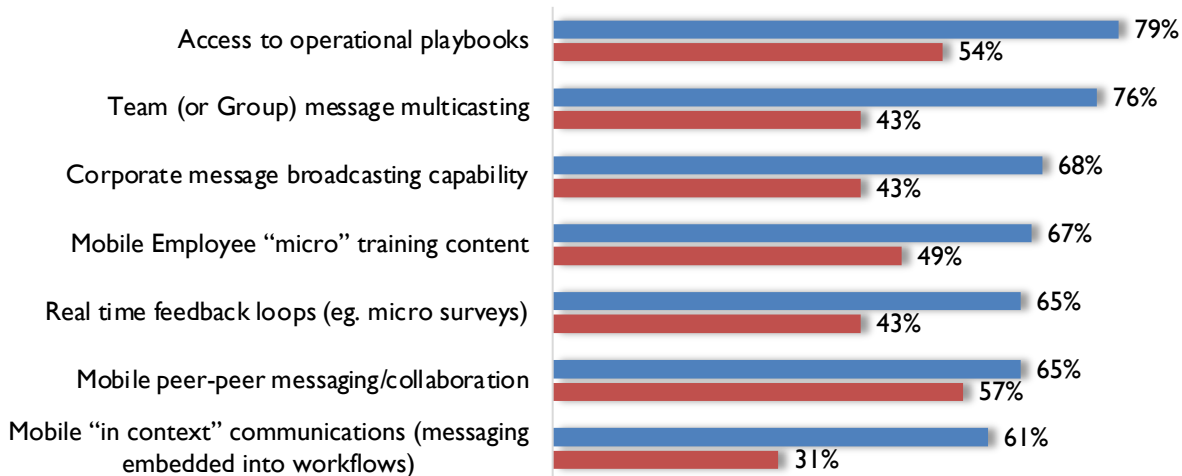 Access to operational playbooks
79%
54%
Team (or Group) message multicasting
76%
43%
Corporate message broadcasting capability
68%
43%
Mobile Employee “micro” training content
67%
49%
Real time feedback loops (eg. micro surveys)
65%
43%
Mobile peer-peer messaging/collaboration
65%
57%
Mobile “in context” communications (messaging
embedded into workflows)
61%
31%